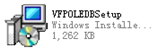 VFPOLEDBSetup
Windows Installe...
1,262 KB